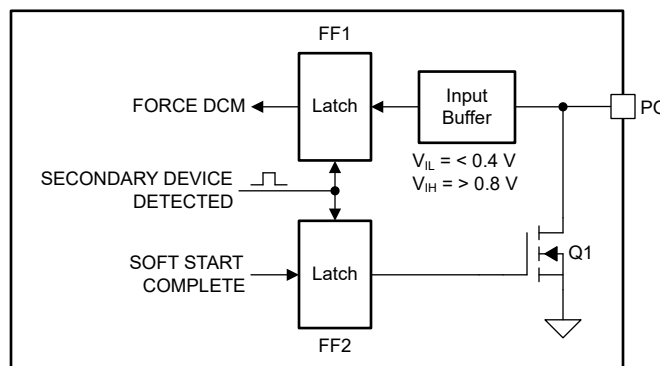 FF1
FORCE DCM
Latch
Input
Buffer
V_IL = < 0.4 V
V_IH = > 0.8 V
SECONDARY DEVICE
DETECTED
SOFT START
COMPLETE
Latch
Q1
FF2